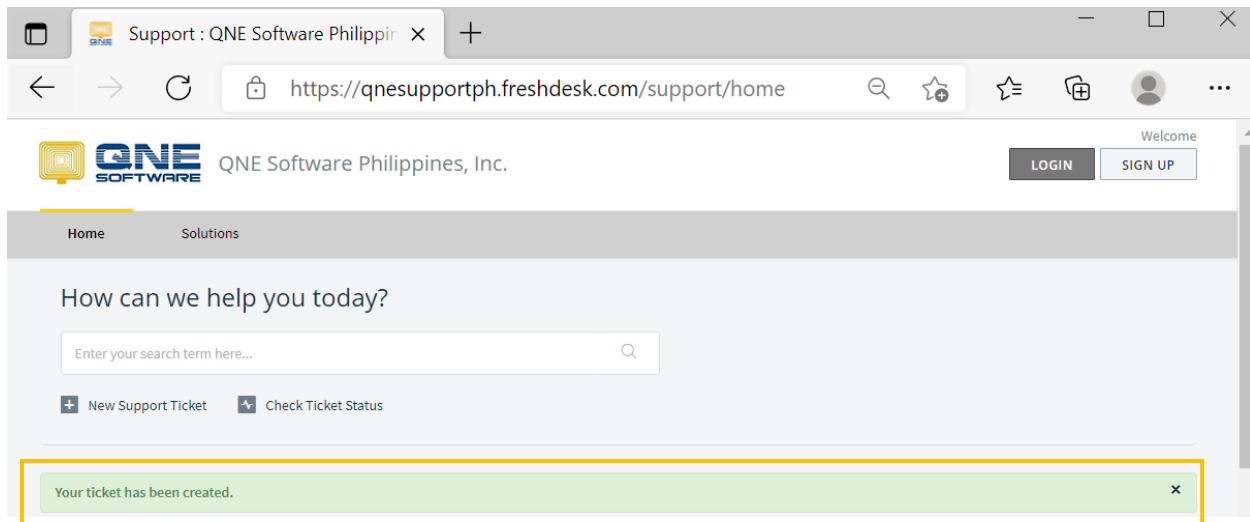 Support : QNE Software Philippin
https://qnesupportph.freshdesk.com/support/home
Welcome
QNE
SOFTWARE
QNE Software Philippines, Inc.
LOGIN
SIGN UP
Home
Solutions
How can we help you today?
Enter your search term here...
New Support Ticket
Check Ticket Status
Your ticket has been created.